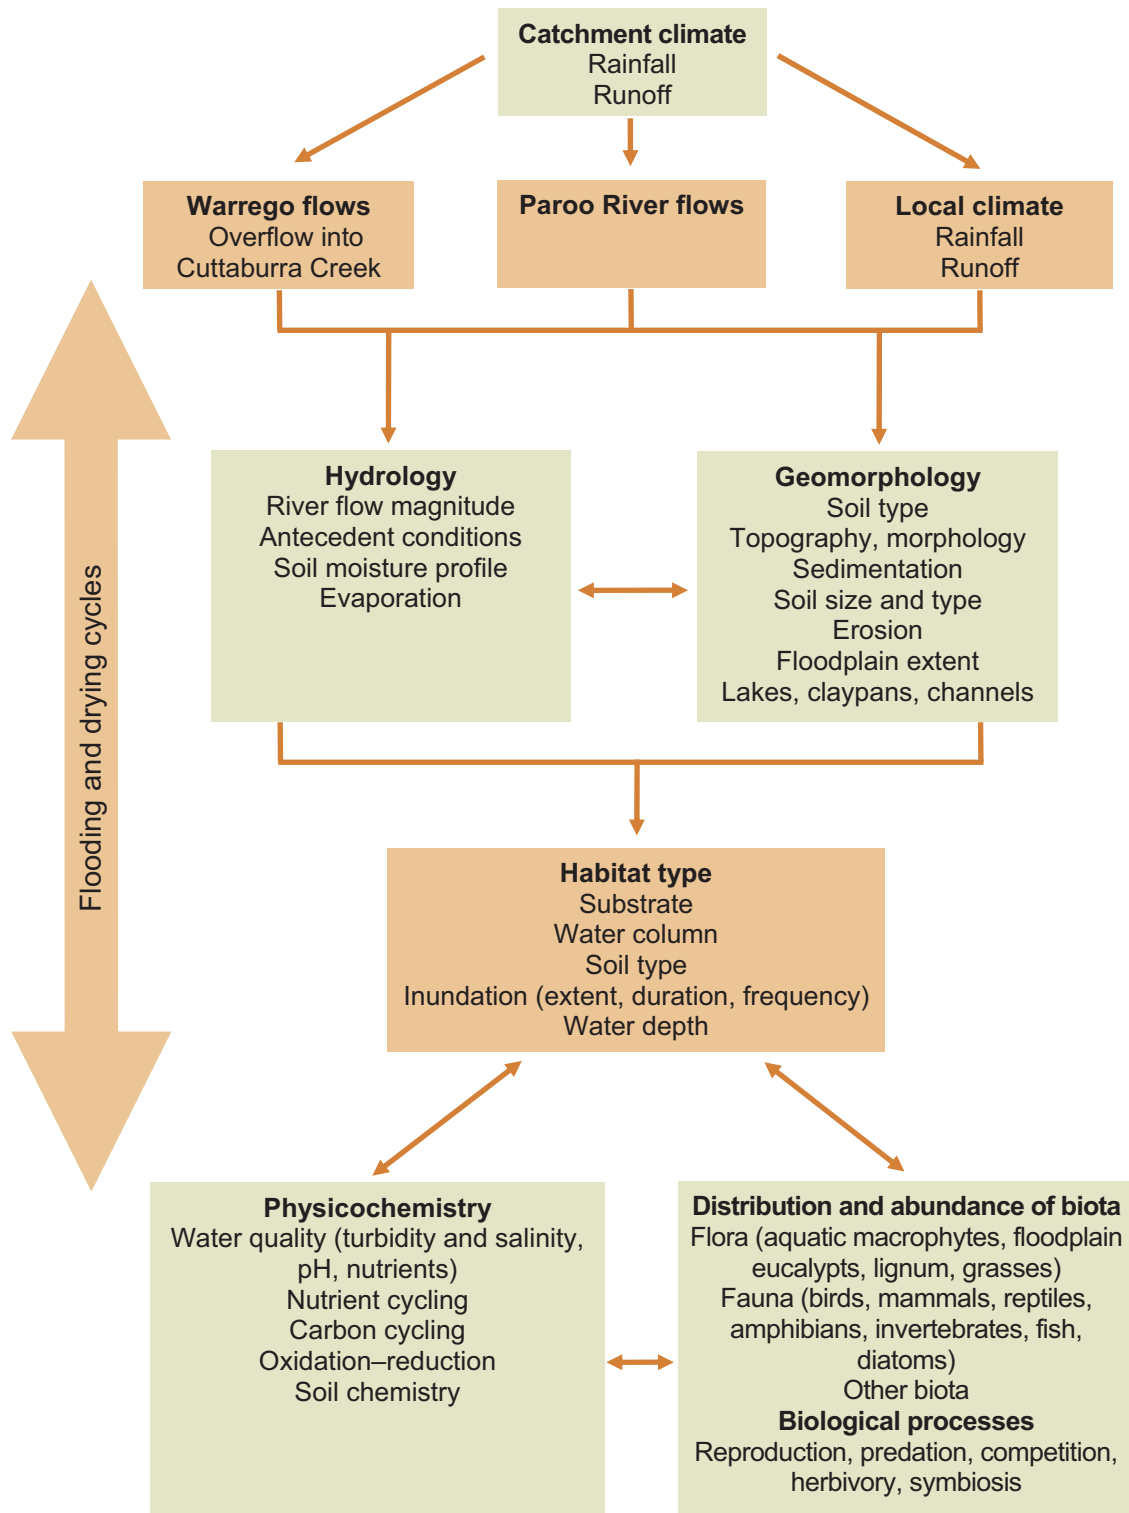 Catchment climate
Rainfall
Runoff
Warrego flows
Overflow into
Cuttaburra Creek
Paroo River flows
Local climate
Rainfall
Runoff
Flooding and drying cycles
Hydrology
River flow magnitude
Antecedent conditions
Soil moisture profile
Evaporation
Geomorphology
Soil type
Topography, morphology
Sedimentation
Soil size and type
Erosion
Floodplain extent
Lakes, claypans, channels
Habitat type
Substrate
Water column
Soil type
Inundation (extent, duration, frequency)
Water depth
Physicochemistry
Water quality (turbidity and salinity,
pH, nutrients)
Nutrient cycling
Carbon cycling
Oxidation–reduction
Soil chemistry
Distribution and abundance of biota
Flora (aquatic macrophytes, floodplain
eucalypts, lignum, grasses)
Fauna (birds, mammals, reptiles,
amphibians, invertebrates, fish,
diatoms)
Other biota
Biological processes
Reproduction, predation, competition,
herbivory, symbiosis